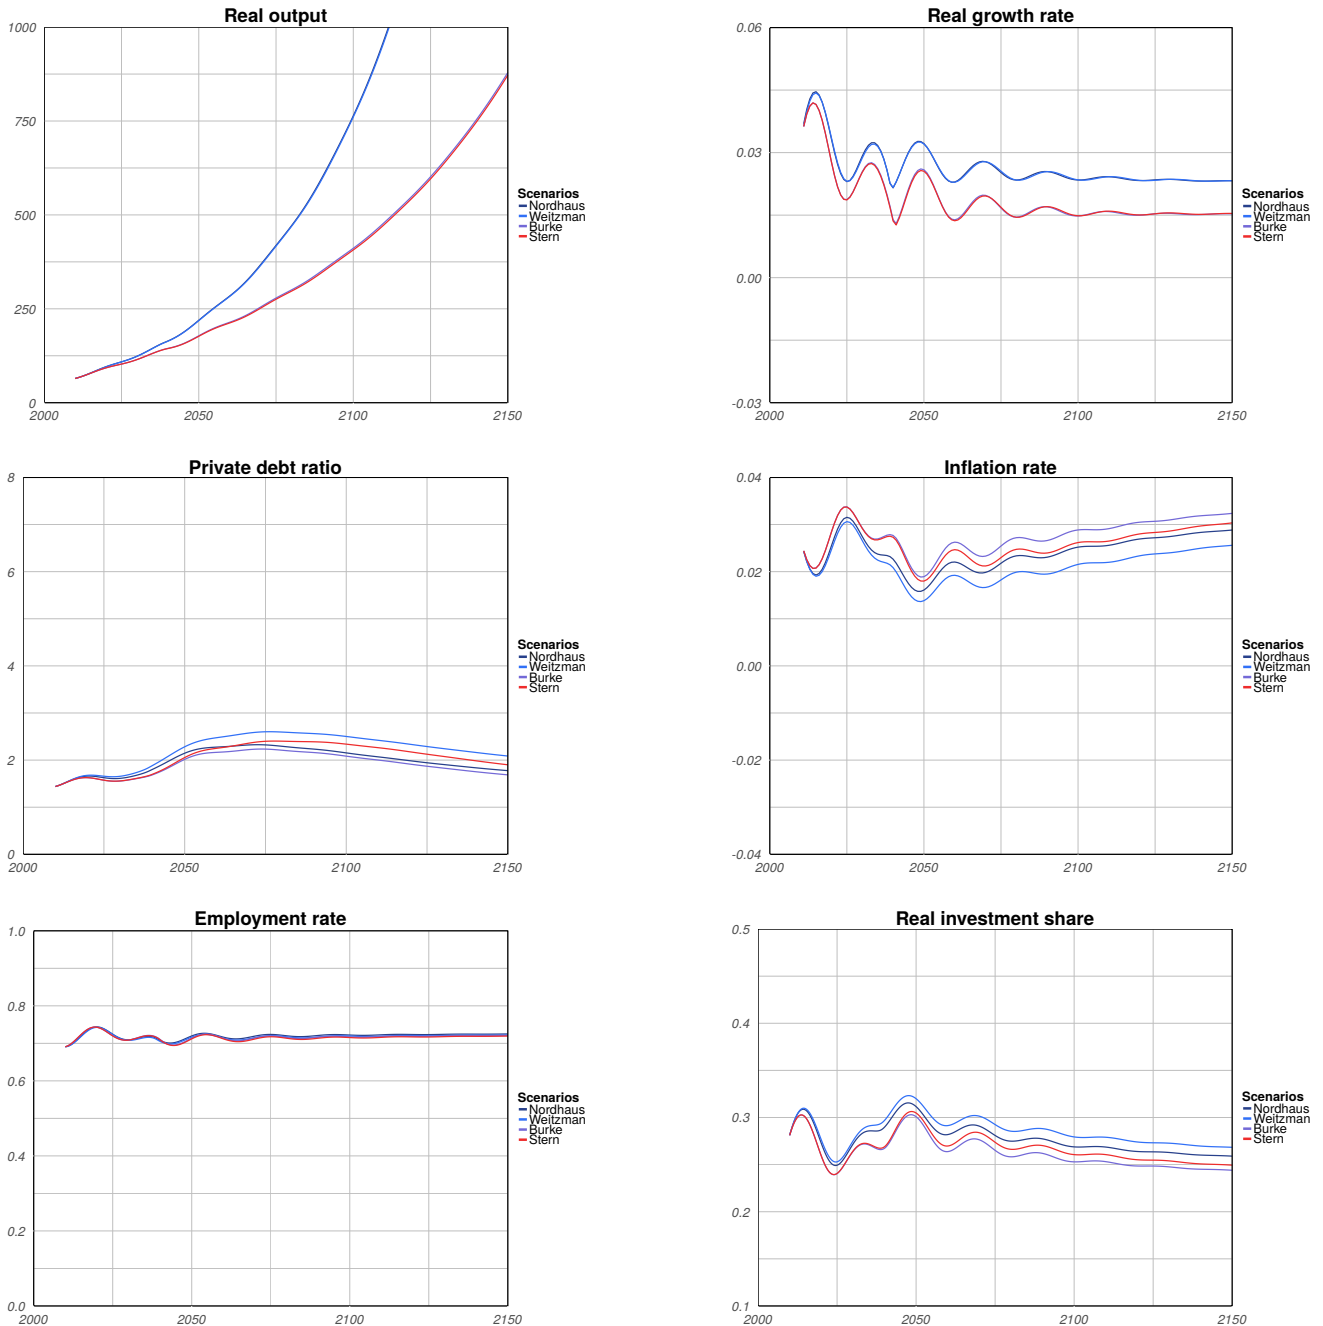 Real output
1000
750
500
250
0
2000 2050 2100 2150
Scenarios
Nordhaus
Weitzman
Burke
Stern
Real growth rate
0.06
0.03
0.00
-0.03
2000 2050 2100 2150
Scenarios
Nordhaus
Weitzman
Burke
Stern
Private debt ratio
8
6
4
2
0
2000 2050 2100 2150
Scenarios
Nordhaus
Weitzman
Burke
Stern
Inflation rate
0.04
0.02
0.00
-0.02
-0.04
2000 2050 2100 2150
Scenarios
Nordhaus
Weitzman
Burke
Stern
Employment rate
1.0
0.8
0.6
0.4
0.2
0.0
2000 2050 2100 2150
Scenarios
Nordhaus
Weitzman
Burke
Stern
Real investment share
0.5
0.4
0.3
0.2
0.1
2000 2050 2100 2150
Scenarios
Nordhaus
Weitzman
Burke
Stern